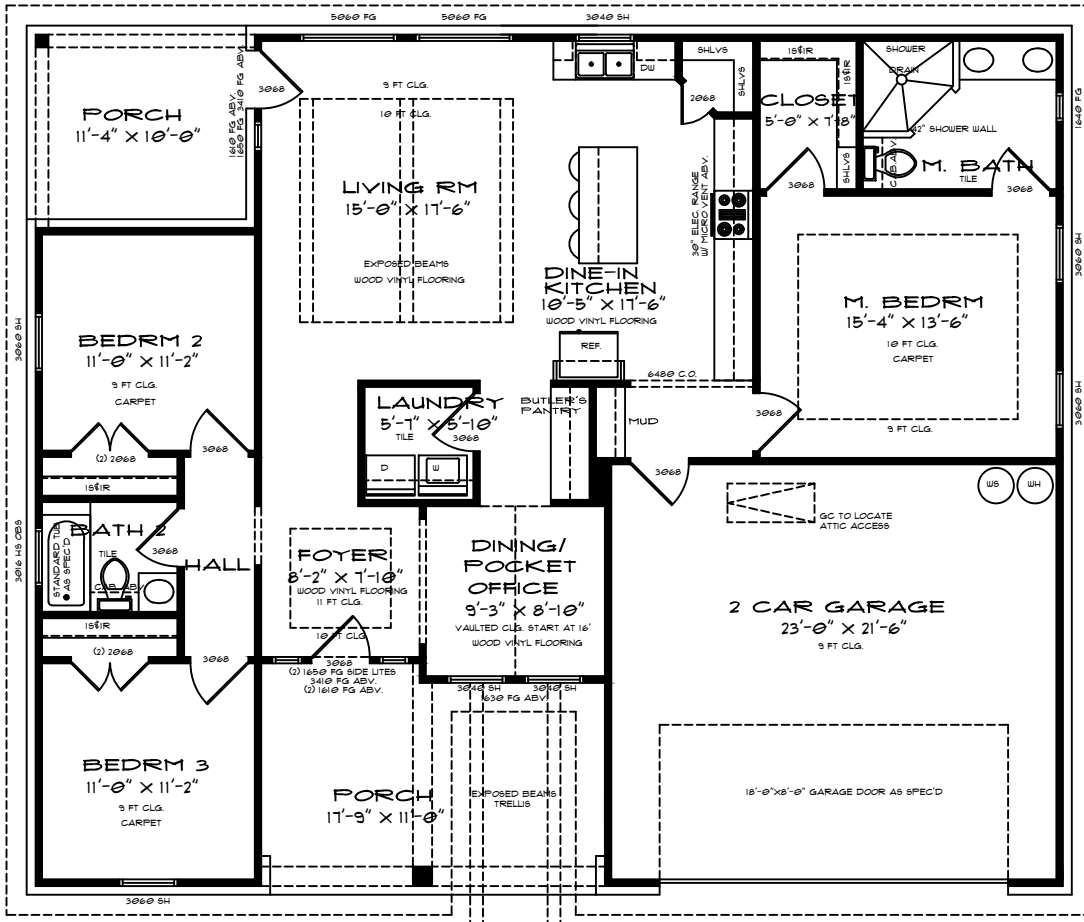 5060 FG
5060 FG
3040 SH
PORCH
11'-4" X 10'-0"
1610 FG ABV. 3410 FG ABV.
1650 FG
3068
9 FT CLG.
10 FT CLG.
LIVING RM
15'-0" X 17'-6"
EXPOSED BEAMS
WOOD VINYL FLOORING
DW
SHLVS
SHLVS
2068
30" ELEC. RANGE
W/ MICRO VENT ABV.
DINE-IN
KITCHEN
10'-5" X 17'-6"
WOOD VINYL FLOORING
REF.
6480 C.O.
1S&1R
1S&1R
CLOSET
5'-0" X 7'-8"
SHLVS
3068
SHOWER
DRAIN
42" SHOWER WALL
CAB. ABV.
M. BATH
TILE
3068
1640 FG
3060 SH
M. BEDRM
15'-4" X 13'-6"
10 FT CLG.
CARPET
9 FT CLG.
3060 SH
3068
3060 SH
BEDRM 2
11'-0" X 11'-2"
9 FT CLG.
CARPET
(2) 2068
3068
1S&1R
LAUNDRY
5'-7" X 5'-10"
TILE
3068
D
W
BUTLER'S
PANTRY
MUD
3068
WS
WH
GC TO LOCATE
ATTIC ACCESS
3016 HS OBS
STANDARD TUB
AS SPEC'D
BATH 2
TILE
3068
CAB. ABV.
HALL
1S&1R
(2) 2068
3068
FOYER
8'-2" X 7'-10"
WOOD VINYL FLOORING
11 FT CLG.
10 FT CLG.
3068
(2) 1650 FG SIDE LITES
3410 FG ABV.
(2) 1610 FG ABV.
DINING/
POCKET
OFFICE
9'-3" X 8'-10"
VAULTED CLG. START AT 16'
WOOD VINYL FLOORING
3040 SH
3040 SH
1630 FG ABV.
2 CAR GARAGE
23'-0" X 21'-6"
9 FT CLG.
18'-0"X8'-0" GARAGE DOOR AS SPEC'D
BEDRM 3
11'-0" X 11'-2"
9 FT CLG.
CARPET
3060 SH
PORCH
17'-9" X 11'-0"
EXPOSED BEAMS
TRELLIS